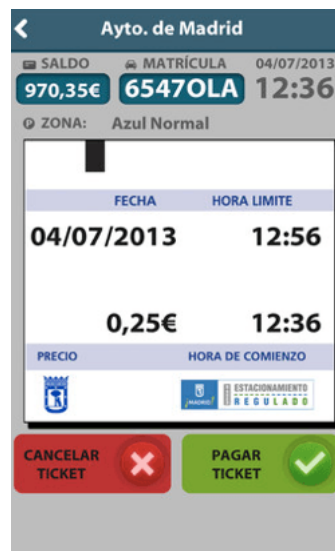 Ayto. de Madrid
SALDO MATRÍCULA 04/07/2013
970,35€ 6547OLA 12:36
P ZONA: Azul Normal
FECHA HORA LIMITE
04/07/2013 12:56
0,25€ 12:36
PRECIO HORA DE COMIENZO
¡MADRID! ESTACIONAMIENTO
REGULADO
CANCELAR
TICKET
PAGAR
TICKET